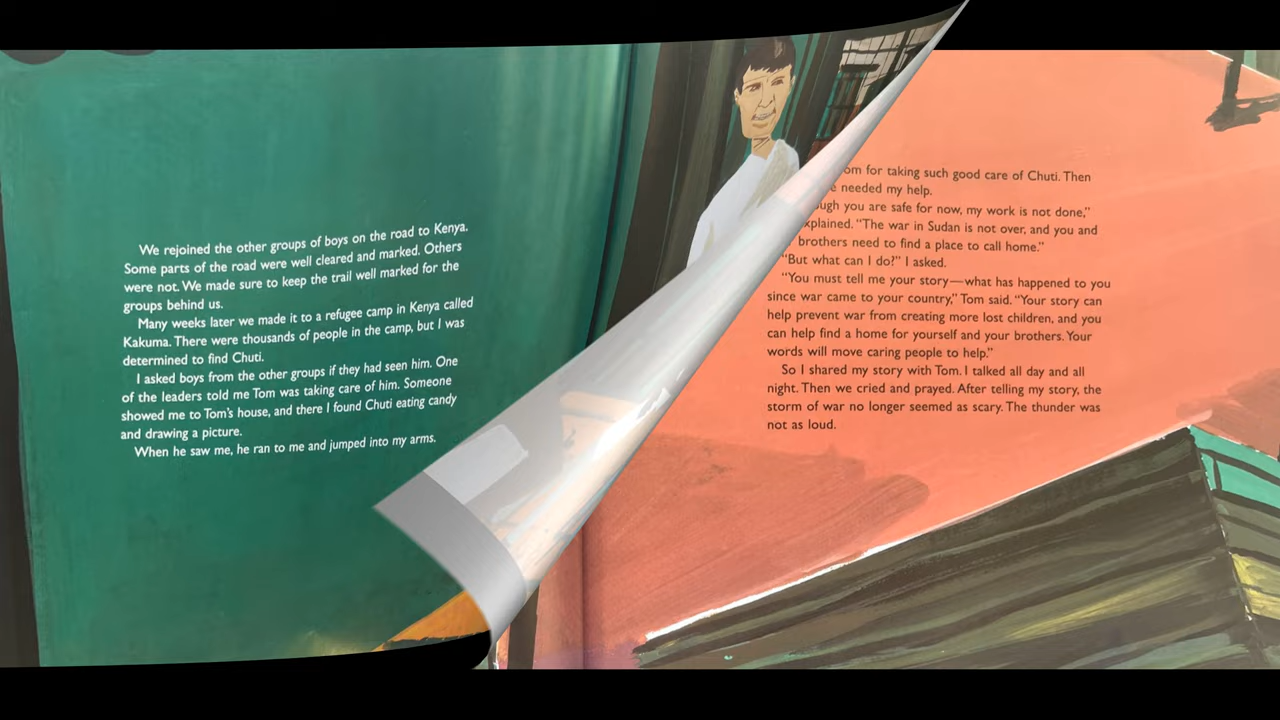 We rejoined the other groups of boys on the road to Kenya.
Some parts of the road were well cleared and marked. Others
were not. We made sure to keep the trail well marked for the
groups behind us.
Many weeks later we made it to a refugee camp in Kenya called
Kakuma. There were thousands of people in the camp, but I was
determined to find Chuti.
I asked boys from the other groups if they had seen him. One
of the leaders told me Tom was taking care of him. Someone
showed me to Tom's house, and there I found Chuti eating candy
and drawing a picture.
When he saw me, he ran to me and jumped into my arms.
for taking such good care of Chuti. Then
needed my help.
you are safe for now, my work is not done,”
“The war in Sudan is not over, and you and
brothers need to find a place to call home.”
“But what can I do?” I asked.
“You must tell me your story—what has happened to you
since war came to your country,” Tom said. “Your story can
help prevent war from creating more lost children, and you
can help find a home for yourself and your brothers. Your
words will move caring people to help.”
So I shared my story with Tom. I talked all day and all
night. Then we cried and prayed. After telling my story, the
storm of war no longer seemed as scary. The thunder was
not as loud.